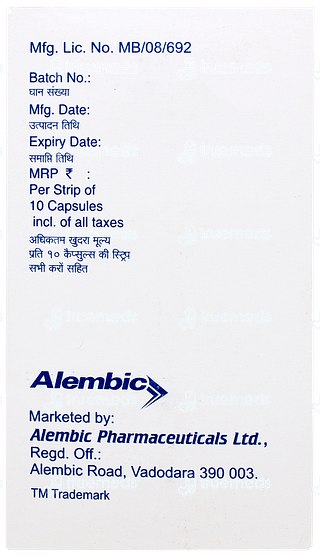 Mfg. Lic. No. MB/08/692
Batch No.:
घान संख्या
Mfg. Date:
उत्पादन तिथि
Expiry Date:
समाप्ति तिथि
MRP ₹ :
Per Strip of
10 Capsules
incl. of all taxes
अधिकतम खुदरा मूल्य
प्रति १० कैप्सुल्स की स्ट्रिप
सभी करों सहित
Alembic
Marketed by:
Alembic Pharmaceuticals Ltd.,
Regd. Off.:
Alembic Road, Vadodara 390 003.
TM Trademark